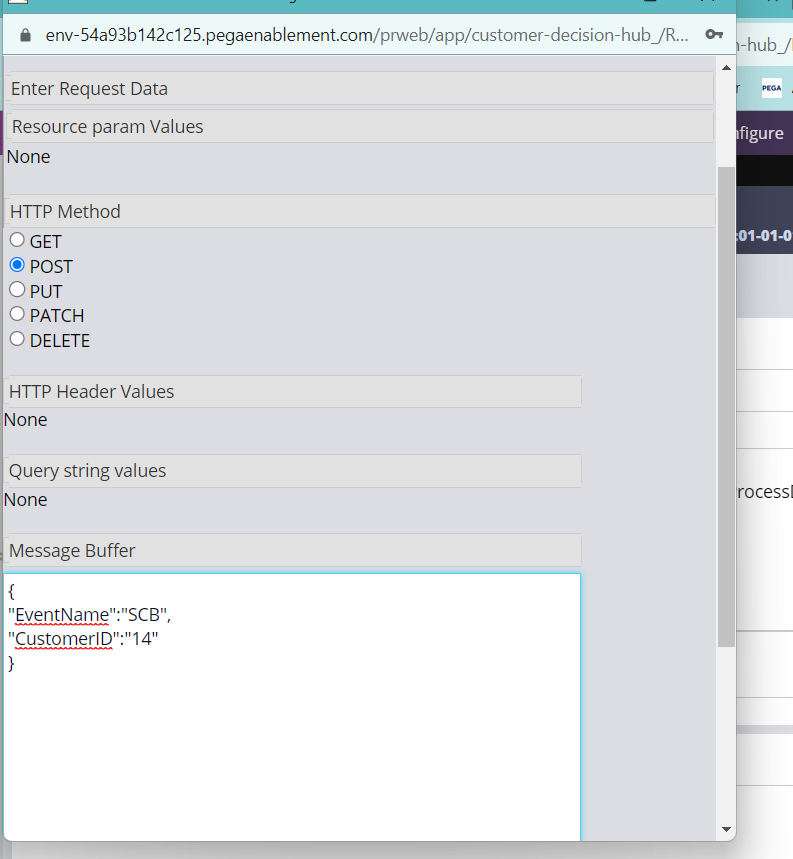 env-54a93b142c125.pegaenablement.com/prweb/app/customer-decision-hub_/R...
n-hub_/
Enter Request Data
r
PEGA
Resource param Values
nfigure
None
HTTP Method
:01-01-0
GET
POST
PUT
PATCH
DELETE
HTTP Header Values
None
Query string values
None
rocess
Message Buffer
{
"EventName":"SCB",
"CustomerID":"14"
}